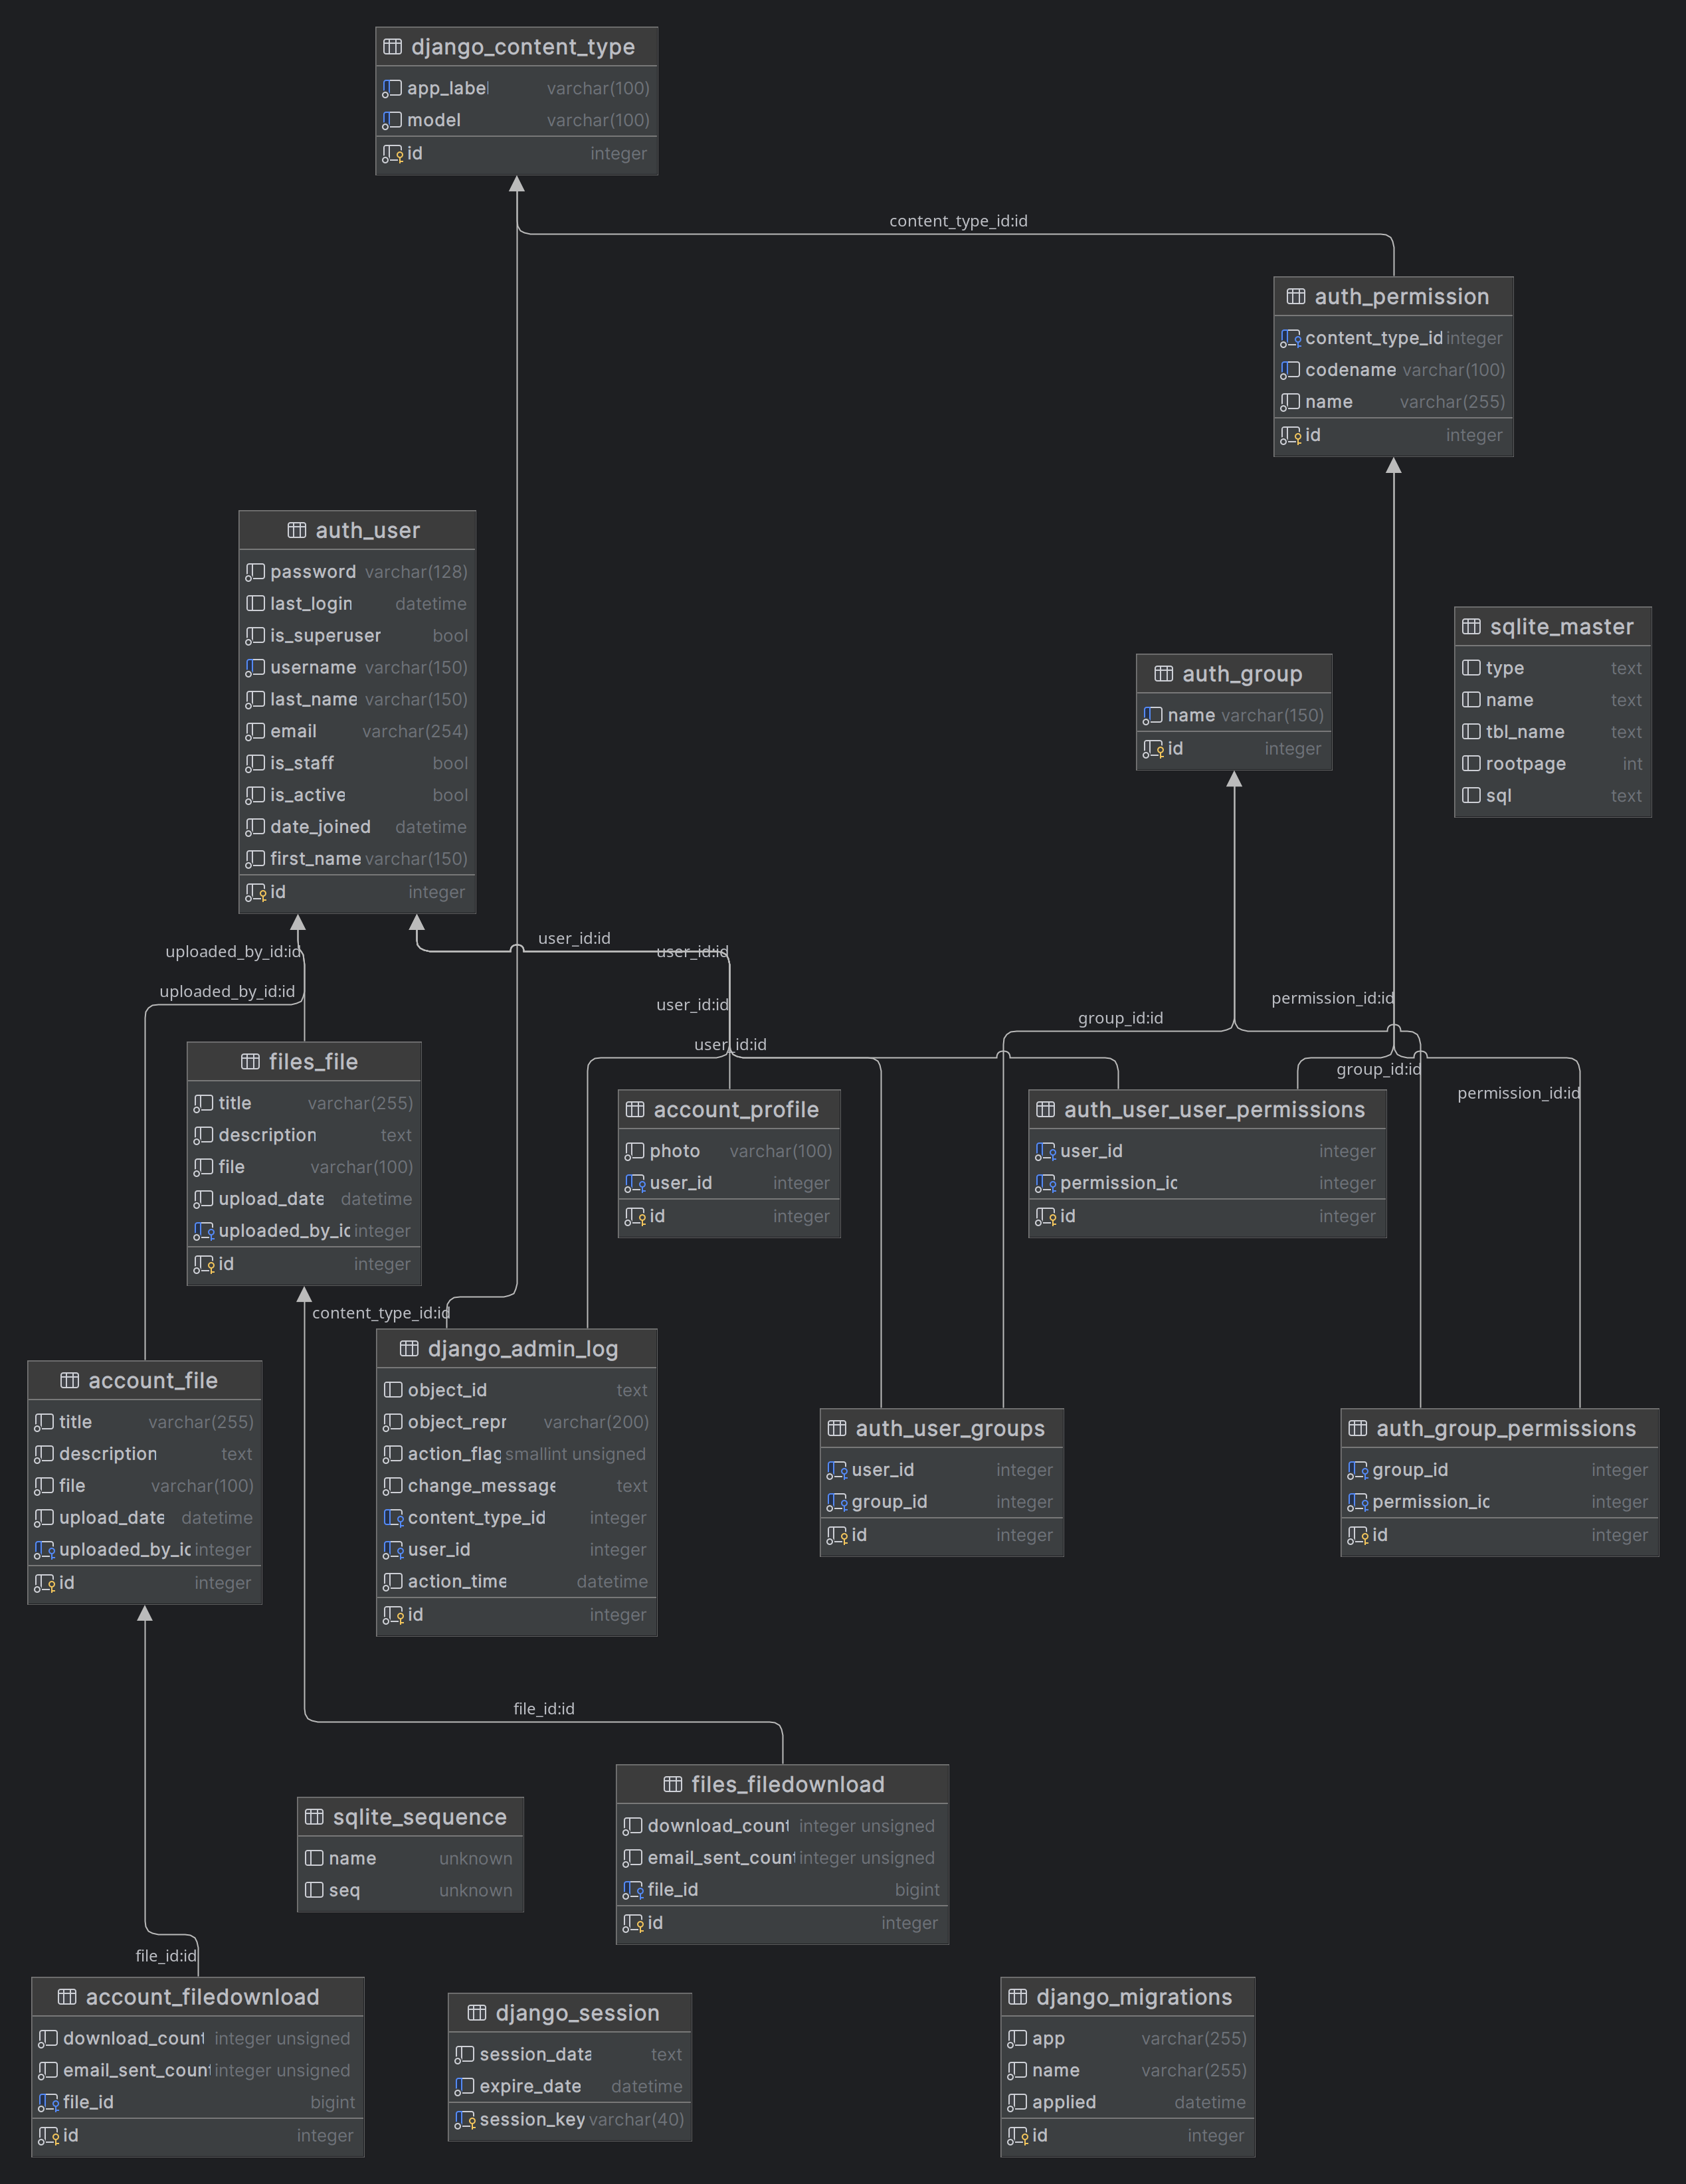 django_content_type
app_label varchar(100)
model varchar(100)
id integer
content_type_id:id
auth_permission
content_type_id integer
codename varchar(100)
name varchar(255)
id integer
auth_user
password varchar(128)
last_login datetime
is_superuser bool
username varchar(150)
last_name varchar(150)
email varchar(254)
is_staff bool
is_active bool
date_joined datetime
first_name varchar(150)
id integer
sqlite_master
type text
name text
tbl_name text
rootpage int
sql text
auth_group
name varchar(150)
id integer
uploaded_by_id:id
user_id:id
user_id:id
uploaded_by_id:id
user_id:id
permission_id:id
group_id:id
user_id:id
group_id:id
permission_id:id
files_file
title varchar(255)
description text
file varchar(100)
upload_date datetime
uploaded_by_ic integer
id integer
account_profile
photo varchar(100)
user_id integer
id integer
auth_user_user_permissions
user_id integer
permission_ic integer
id integer
content_type_id:id
account_file
title varchar(255)
description text
file varchar(100)
upload_date datetime
uploaded_by_ic integer
id integer
django_admin_log
object_id text
object_repr varchar(200)
action_flag smallint unsigned
change_message text
content_type_id integer
user_id integer
action_time datetime
id integer
auth_user_groups
user_id integer
group_id integer
id integer
auth_group_permissions
group_id integer
permission_ic integer
id integer
file_id:id
files_filedownload
download_count integer unsigned
email_sent_count integer unsigned
file_id bigint
id integer
sqlite_sequence
name unknown
seq unknown
file_id:id
account_filedownload
download_count integer unsigned
email_sent_count integer unsigned
file_id bigint
id integer
django_session
session_data text
expire_date datetime
session_key varchar(40)
django_migrations
app varchar(255)
name varchar(255)
applied datetime
id integer